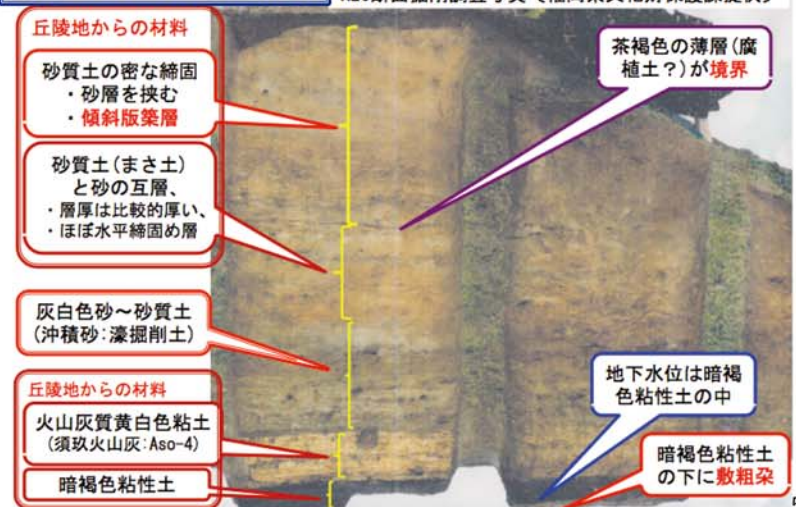 丘陵地からの材料
砂質土の密な締固
・砂層を挟む
・傾斜版築層
砂質土(まさ土)
と砂の互層、
・層厚は比較的厚い、
・ほぼ水平締固め層
灰白色砂～砂質土
(沖積砂:濠掘削土)
丘陵地からの材料
火山灰質黄白色粘土
(須玖火山灰:Aso-4)
暗褐色粘性土
茶褐色の薄層(腐
植土?)が境界
地下水位は暗褐
色粘性土の中
暗褐色粘性土
の下に敷粗朶